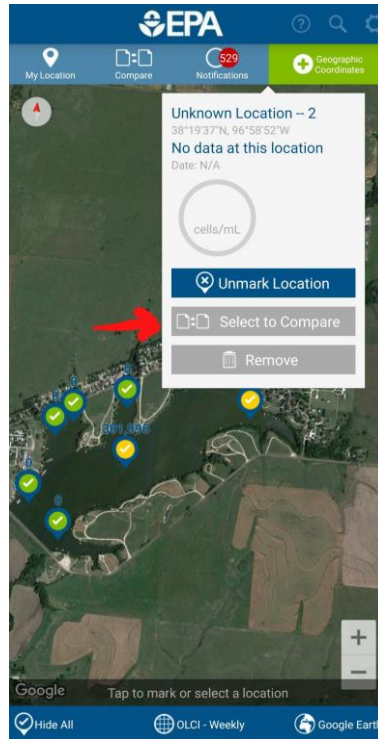 EPA
?
My Location
Compare
529
Notifications
Geographic
Coordinates
Unknown Location -- 2
38°19'37"N, 96°58'52"W
No data at this location
Date: N/A
cells/mL
Unmark Location
Select to Compare
Remove
0
0
0
301,995
0
0
+
Google
Tap to mark or select a location
Hide All
OLCI - Weekly
Google Earth